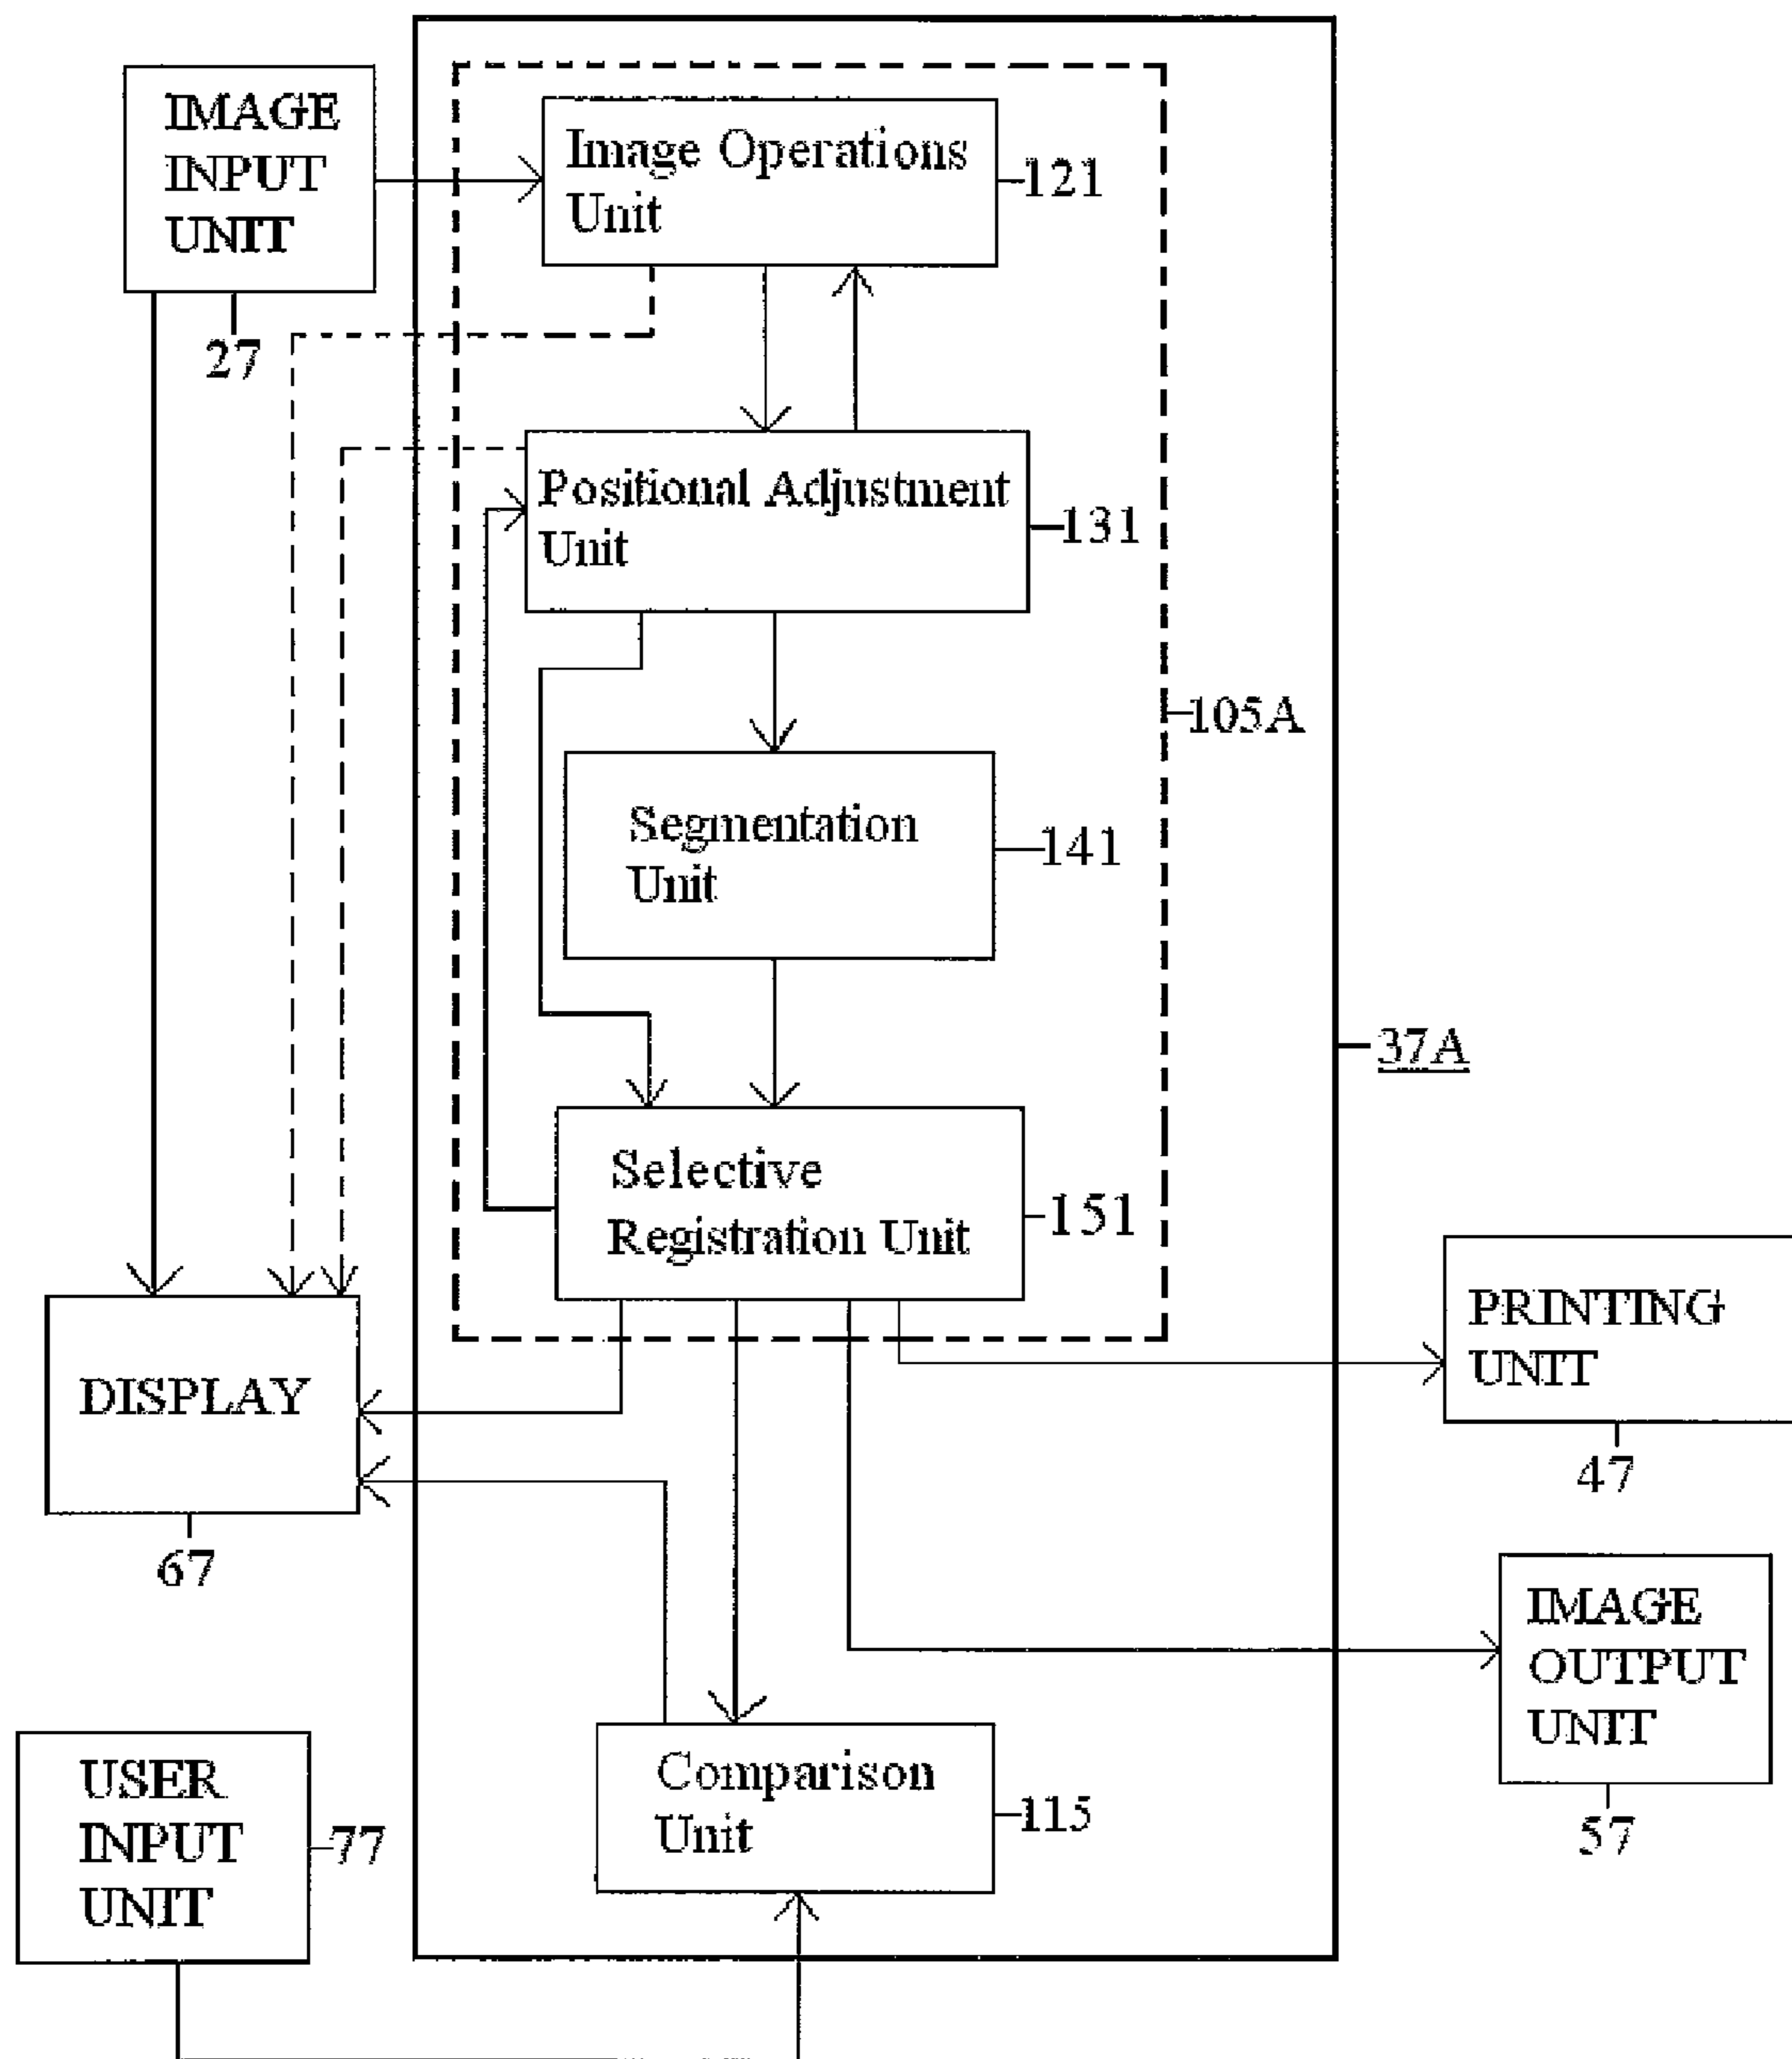 IMAGE
INPUT
UNIT
27
Image Operations
Unit
121
Positional Adjustment
Unit
131
105A
Segmentation
Unit
141
37A
Selective
Registration Unit
151
PRINTING
UNIT
47
DISPLAY
67
IMAGE
OUTPUT
UNIT
57
Comparison
Unit
115
USER
INPUT
UNIT
77